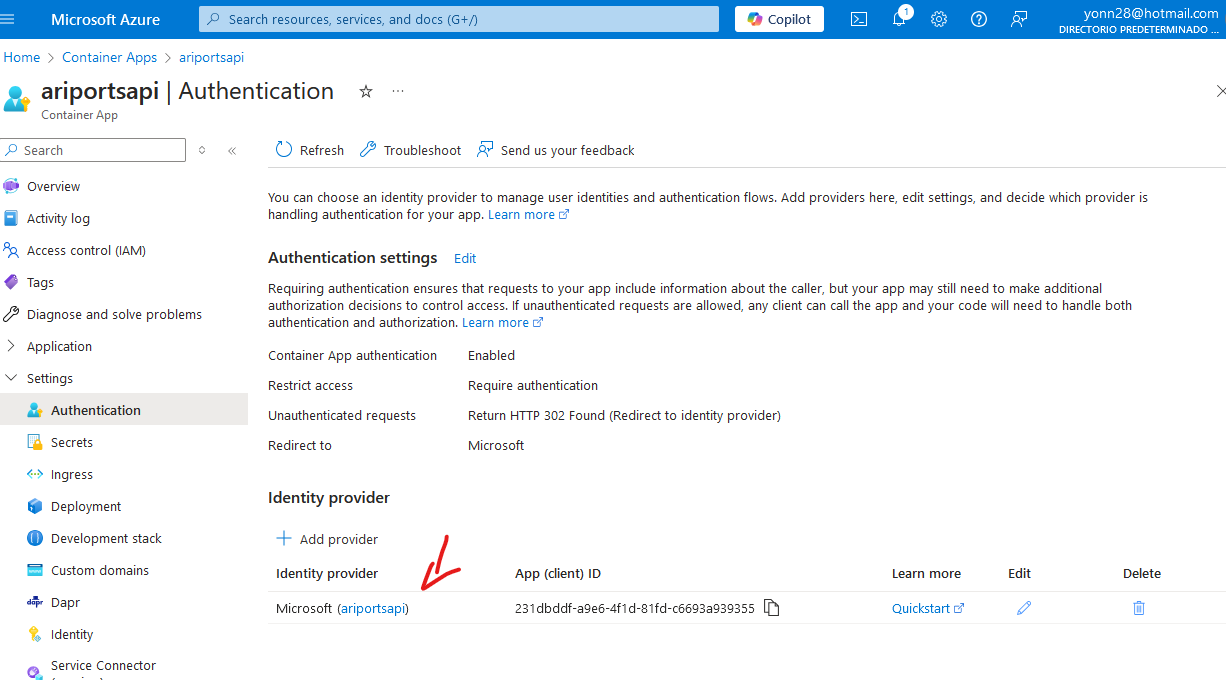 Microsoft Azure
Search resources, services, and docs (G+/)
Copilot
1
yonn28@hotmail.com
DIRECTORIO PREDETERMINADO ...
Home > Container Apps > ariportsapi
ariportsapi | Authentication
...
Container App
Search
Refresh
Troubleshoot
Send us your feedback
Overview
Activity log
Access control (IAM)
Tags
Diagnose and solve problems
Application
Settings
Authentication
Secrets
Ingress
Deployment
Development stack
Custom domains
Dapr
Identity
Service Connector
You can choose an identity provider to manage user identities and authentication flows. Add providers here, edit settings, and decide which provider is
handling authentication for your app. Learn more
Authentication settings Edit
Requiring authentication ensures that requests to your app include information about the caller, but your app may still need to make additional
authorization decisions to control access. If unauthenticated requests are allowed, any client can call the app and your code will need to handle both
authentication and authorization. Learn more
Container App authentication Enabled
Restrict access Require authentication
Unauthenticated requests Return HTTP 302 Found (Redirect to identity provider)
Redirect to Microsoft
Identity provider
Add provider
Identity provider App (client) ID Learn more Edit Delete
Microsoft (ariportsapi) 231dbddf-a9e6-4f1d-81fd-c6693a939355 Quickstart